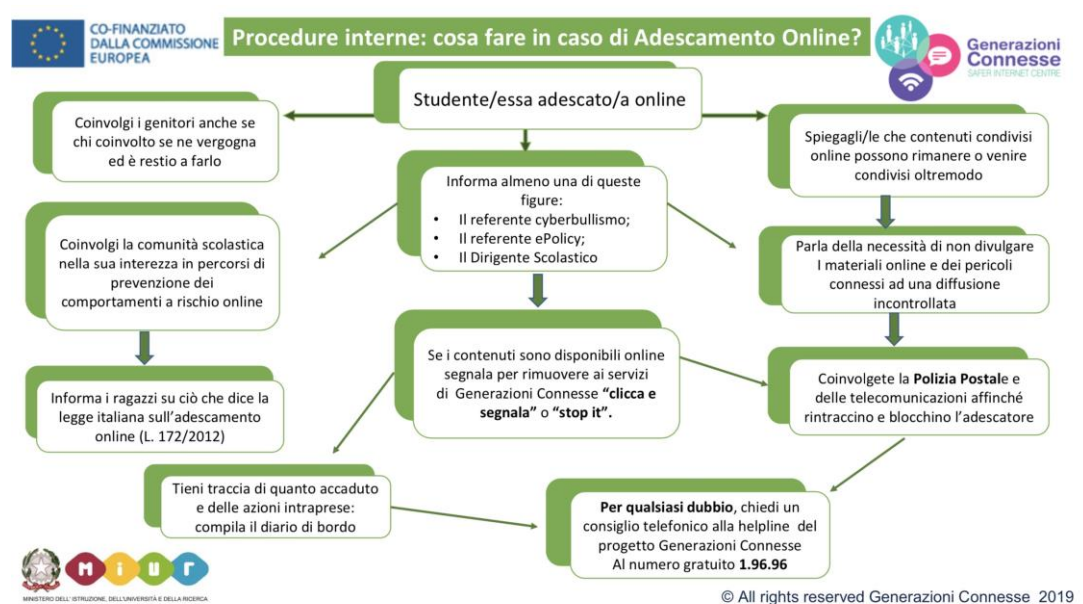 CO-FINANZIATO
DALLA COMMISSIONE
EUROPEA
Procedure interne: cosa fare in caso di Adescamento Online?
Generazioni
Connesse
SAFER INTERNET CENTRE
Studente/essa adescato/a online
Coinvolgi i genitori anche se
chi coinvolto se ne vergogna
ed è restio a farlo
Informa almeno una di queste
figure:
• Il referente cyberbullismo;
• Il referente ePolicy;
• Il Dirigente Scolastico
Spiegagli/le che contenuti condivisi
online possono rimanere o venire
condivisi oltremodo
Coinvolgi la comunità scolastica
nella sua interezza in percorsi di
prevenzione dei
comportamenti a rischio online
Parla della necessità di non divulgare
I materiali online e dei pericoli
connessi ad una diffusione
incontrollata
Informa i ragazzi su ciò che dice la
legge italiana sull'adescamento
online (L. 172/2012)
Se i contenuti sono disponibili online
segnala per rimuovere ai servizi
di Generazioni Connesse “clicca e
segnala” o “stop it”.
Coinvolgete la Polizia Postale e
delle telecomunicazioni affinché
rintraccino e blocchino l'adescatore
Tieni traccia di quanto accaduto
e delle azioni intraprese:
compila il diario di bordo
Per qualsiasi dubbio, chiedi un
consiglio telefonico alla helpline del
progetto Generazioni Connesse
Al numero gratuito 1.96.96
MIUR
MINISTERO DELL' ISTRUZIONE, DELL'UNIVERSITÀ E DELLA RICERCA
© All rights reserved Generazioni Connesse 2019